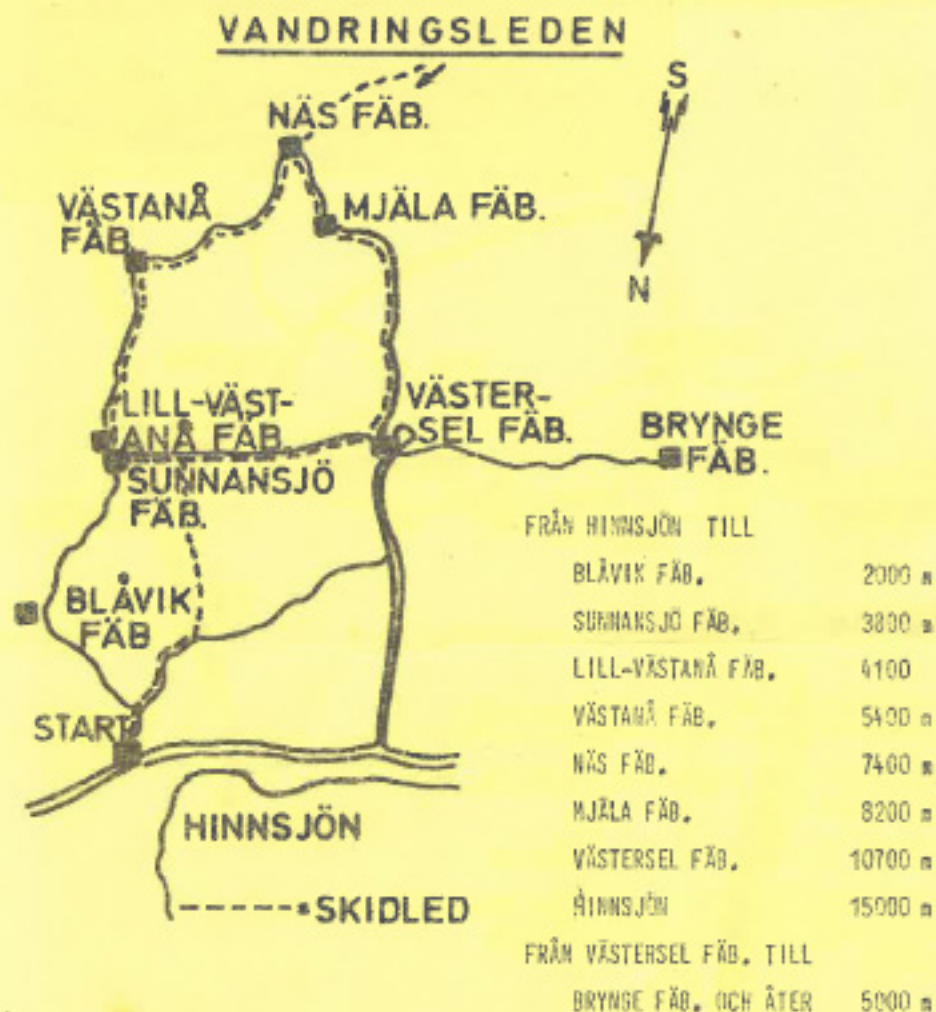 VANDRINGSLEDEN
S
NÄS FÄB.
VÄSTANÅ
FÄB
MJÄLA FÄB.
N
LILL-VÄST-
ANÅ FÄB.
VÄSTER-
SEL FÄB.
BRYNGE
FÄB.
SUNNANSJÖ
FÄB.
BLÅVIK
FÄB
START
HINNSJÖN
SKIDLED
FRÅN HINNSJÖN TILL
BLÅVIK FÄB. 2000 m
SUNNANSJÖ FÄB. 3800 m
LILL-VÄSTANÅ FÄB. 4100
VÄSTANÅ FÄB. 5400 m
NÄS FÄB. 7400 m
MJÄLA FÄB. 8200 m
VÄSTERSEL FÄB. 10700 m
HINNSJÖN 15000 m
FRÅN VÄSTERSEL FÄB. TILL
BRYNGE FÄB. OCH ÅTER 5000 m